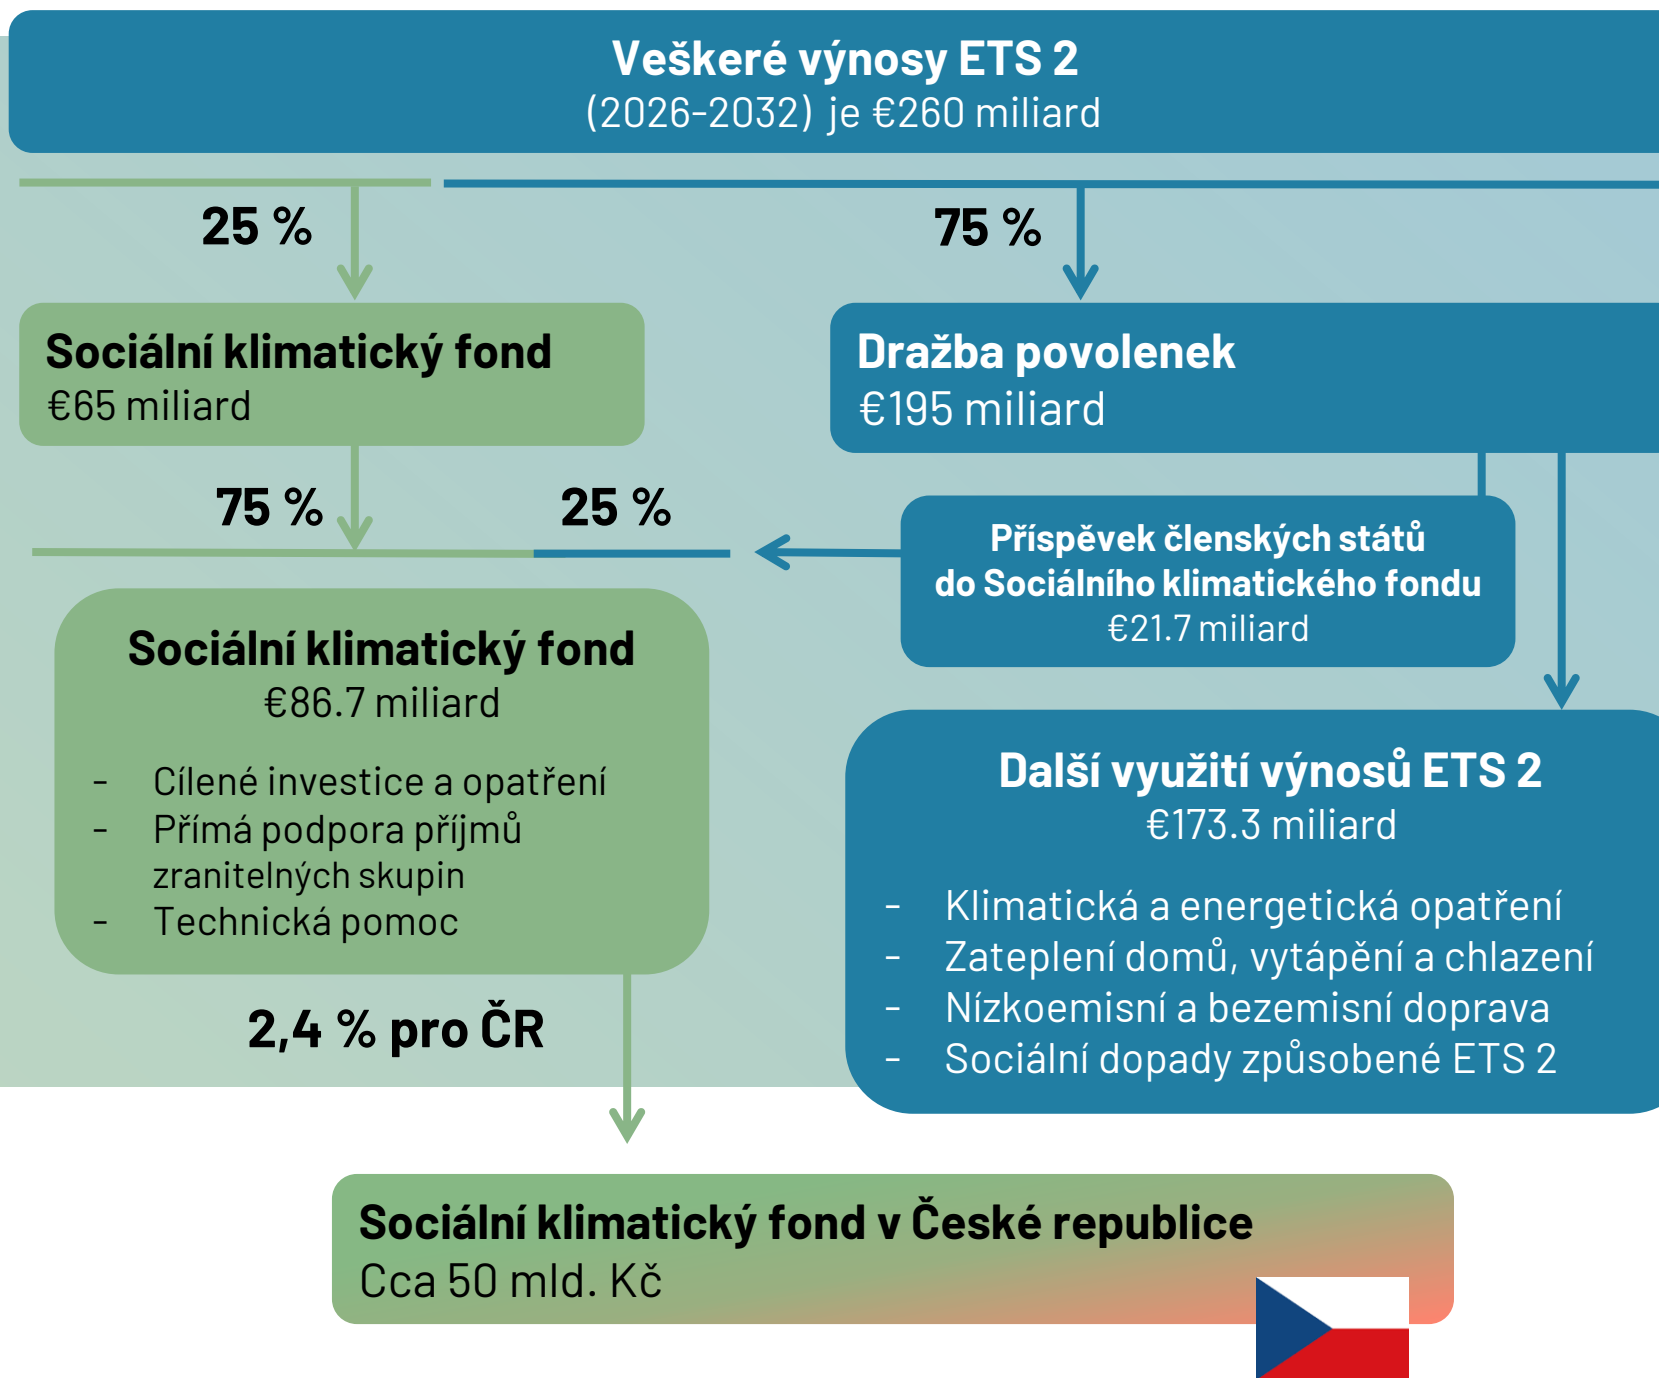 Veškeré výnosy ETS 2
(2026-2032) je €260 miliard
25 %
75 %
Sociální klimatický fond
€65 miliard
Dražba povolenek
€195 miliard
75 %
25 %
Příspěvek členských států
do Sociálního klimatického fondu
€21.7 miliard
Sociální klimatický fond
€86.7 miliard
- Cílené investice a opatření
- Přímá podpora příjmů
zranitelných skupin
- Technická pomoc
Další využití výnosů ETS 2
€173.3 miliard
- Klimatická a energetická opatření
- Zateplení domů, vytápění a chlazení
- Nízkoemisní a bezemisní doprava
- Sociální dopady způsobené ETS 2
2,4 % pro ČR
Sociální klimatický fond v České republice
Cca 50 mld. Kč